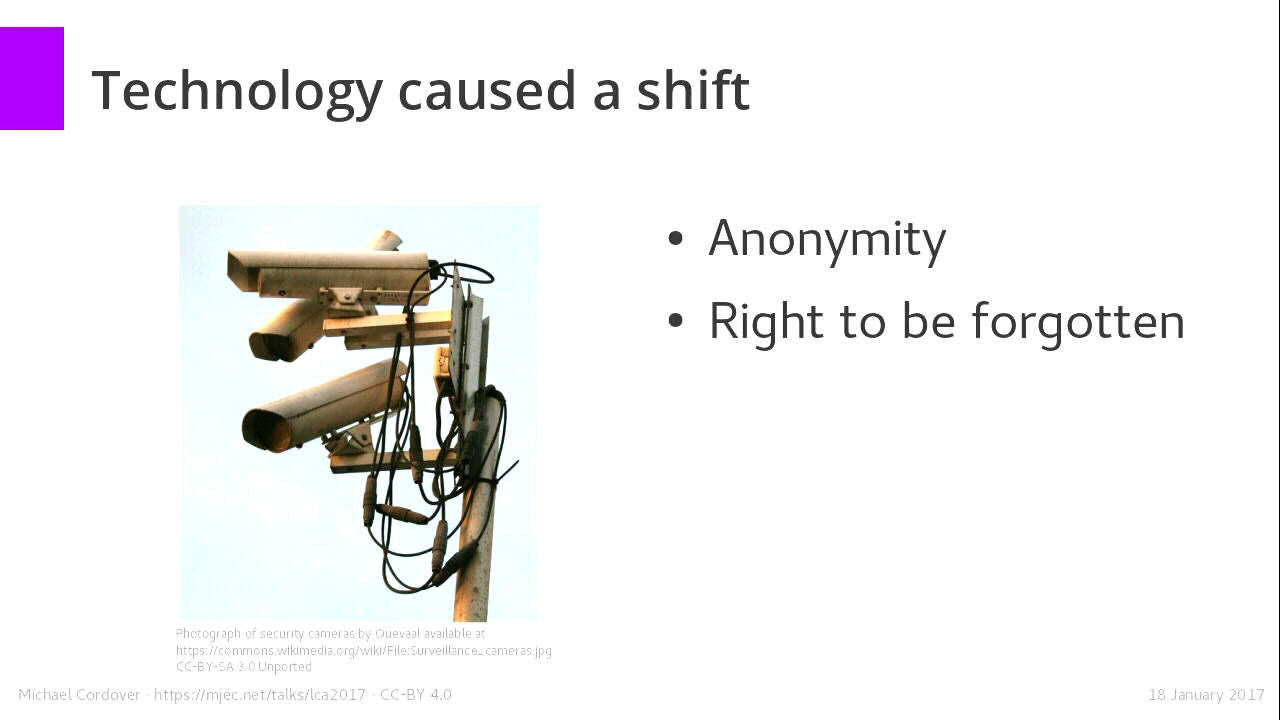 Technology caused a shift
• Anonymity
• Right to be forgotten
Photograph of security cameras by Quevaal available at
https://commons.wikimedia.org/wiki/File:Surveillance_cameras.jpg
CC-BY-SA 3.0 Unported
Michael Cordover · https://mjec.net/talks/lca2017 · CC-BY 4.0
18 January 2017